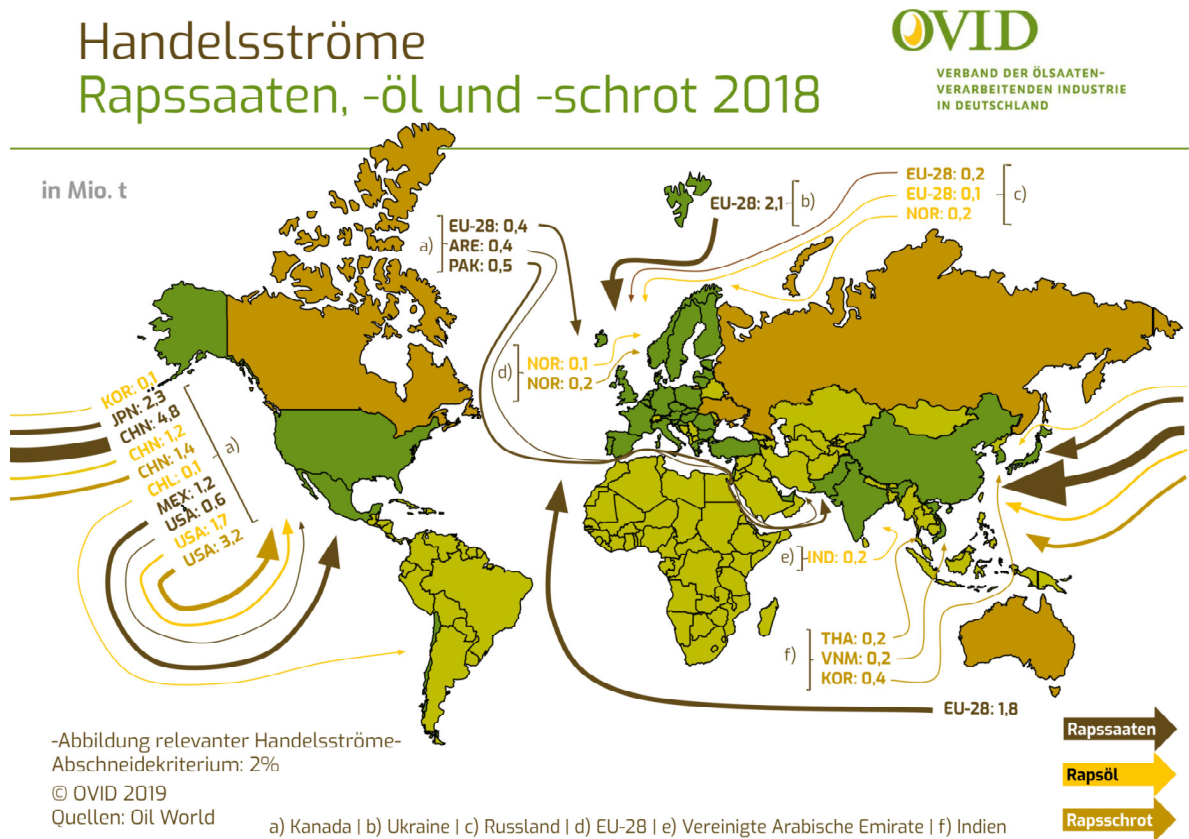 Handelsströme
Rapssaaten, -öl und -schrot 2018
OVID
VERBAND DER ÖLSAATEN-
VERARBEITENDEN INDUSTRIE
IN DEUTSCHLAND
in Mio. t
a)
EU-28: 0,4
ARE: 0,4
PAK: 0,5
EU-28: 2,1
b)
EU-28: 0,2
EU-28: 0,1
NOR: 0,2
c)
d)
NOR: 0,1
NOR: 0,2
KOR: 0,1
JPN: 2,3
CHN: 4,8
CHN: 1,2
CHN: 1,4
CHL: 0,1
MEX: 1,2
USA: 0,6
USA: 1,7
USA: 3,2
a)
e)
IND: 0,2
f)
THA: 0,2
VNM: 0,2
KOR: 0,4
EU-28: 1,8
Rapssaaten
Rapsöl
Rapsschrot
-Abbildung relevanter Handelsströme-
Abschneidekriterium: 2%
© OVID 2019
Quellen: Oil World
a) Kanada | b) Ukraine | c) Russland | d) EU-28 | e) Vereinigte Arabische Emirate | f) Indien